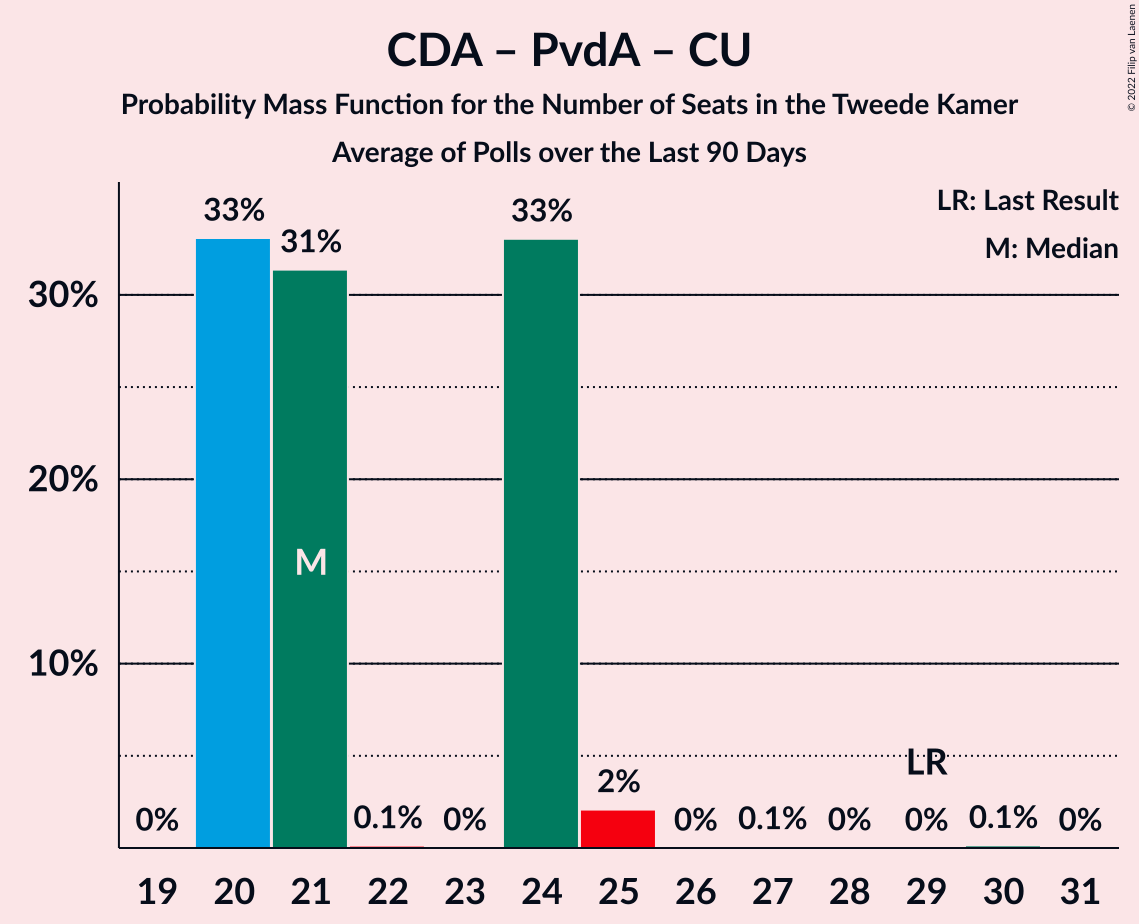 CDA – PvdA – CU
Probability Mass Function for the Number of Seats in the Tweede Kamer
Average of Polls over the Last 90 Days
© 2022 Filip van Laenen
LR: Last Result
M: Median
33%
31%
33%
30%
20%
M
10%
LR
2%
0%
0.1%
0%
0%
0.1%
0%
0%
0.1%
0%
19 20 21 22 23 24 25 26 27 28 29 30 31